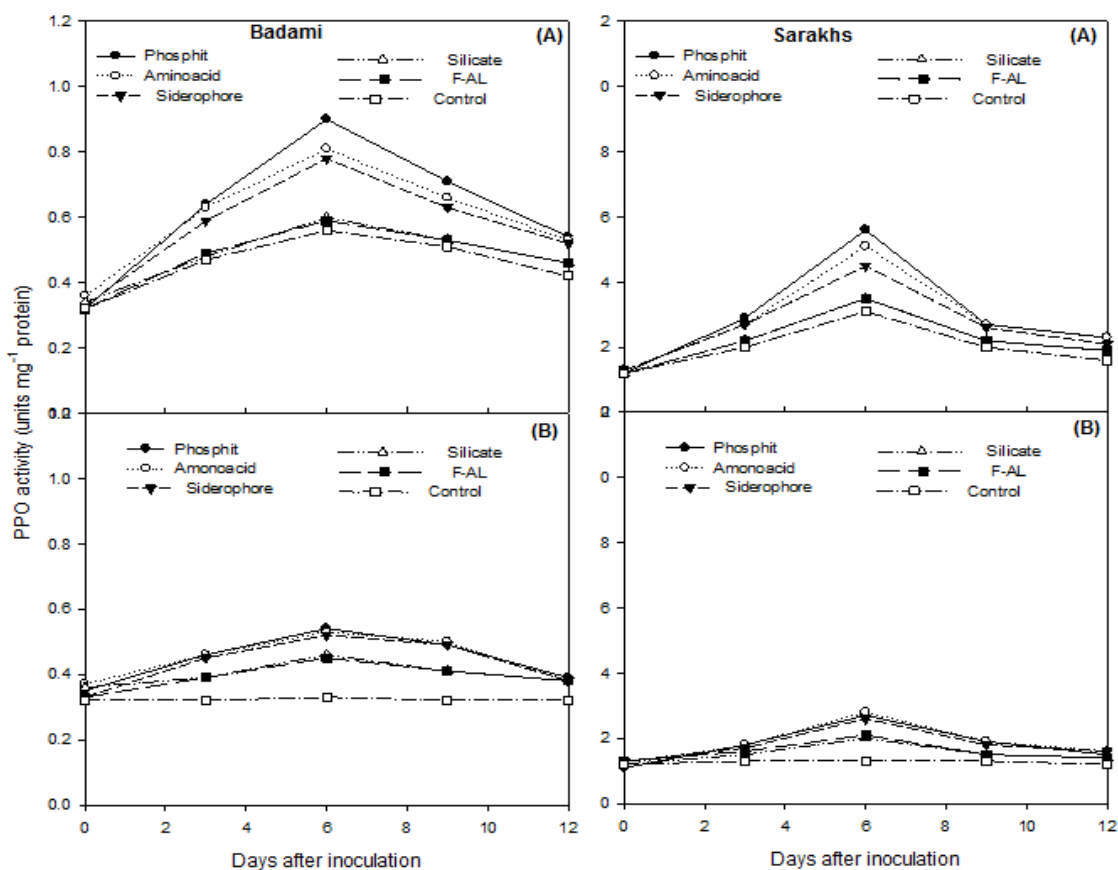 Badami
(A)
Phosphit
Aminoacid
Siderophore
Silicate
F-AL
Control
1.2
1.0
0.8
0.6
0.4
0.2
Sarakhs
(A)
Phosphit
Aminoacid
Siderophore
Silicate
F-AL
Control
2
0
8
6
4
2
PPO activity (units mg⁻¹ protein)
(B)
Phosphit
Amonoacid
Siderophore
Silicate
F-AL
Control
1.0
0.8
0.6
0.4
0.2
0.0
0 2 4 6 8 10 12
Days after inoculation
(B)
Phosphit
Amonoacid
Siderophore
Silicate
F-AL
Control
0
8
6
4
2
0
0 2 4 6 8 10 12
Days after inoculation